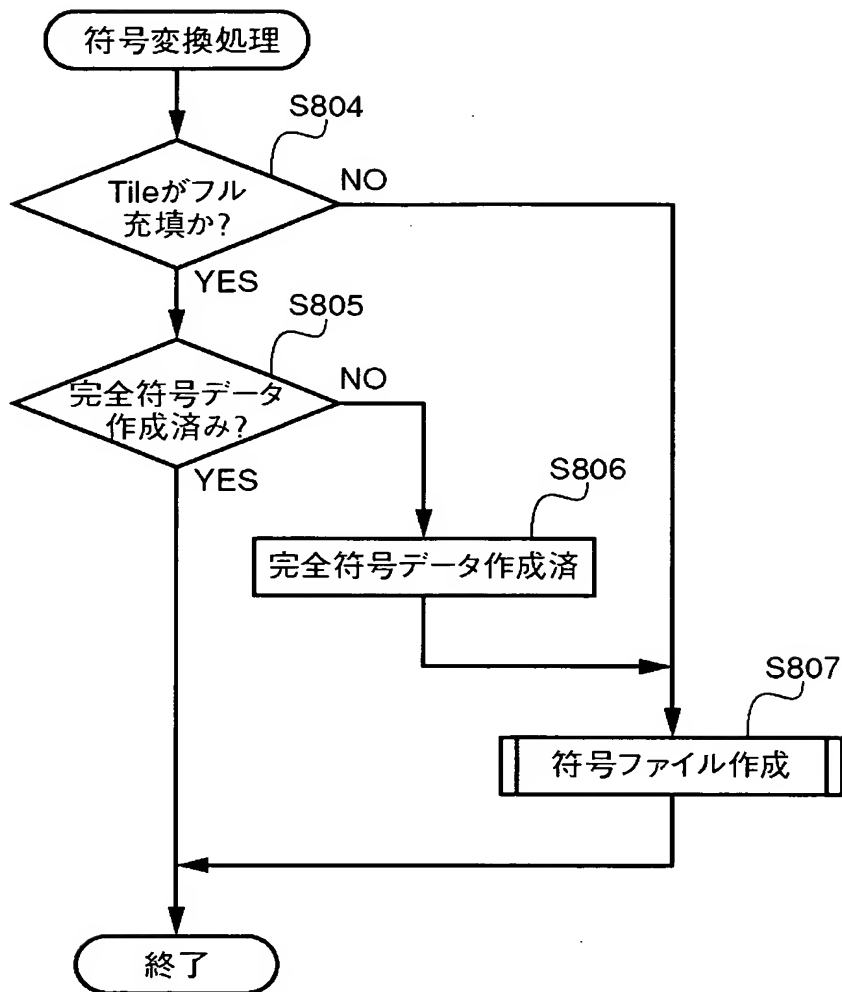 符号変換処理
S804
Tileがフル
充填か?
NO
YES
S805
完全符号データ
作成済み?
NO
YES
S806
完全符号データ作成済
S807
符号ファイル作成
終了